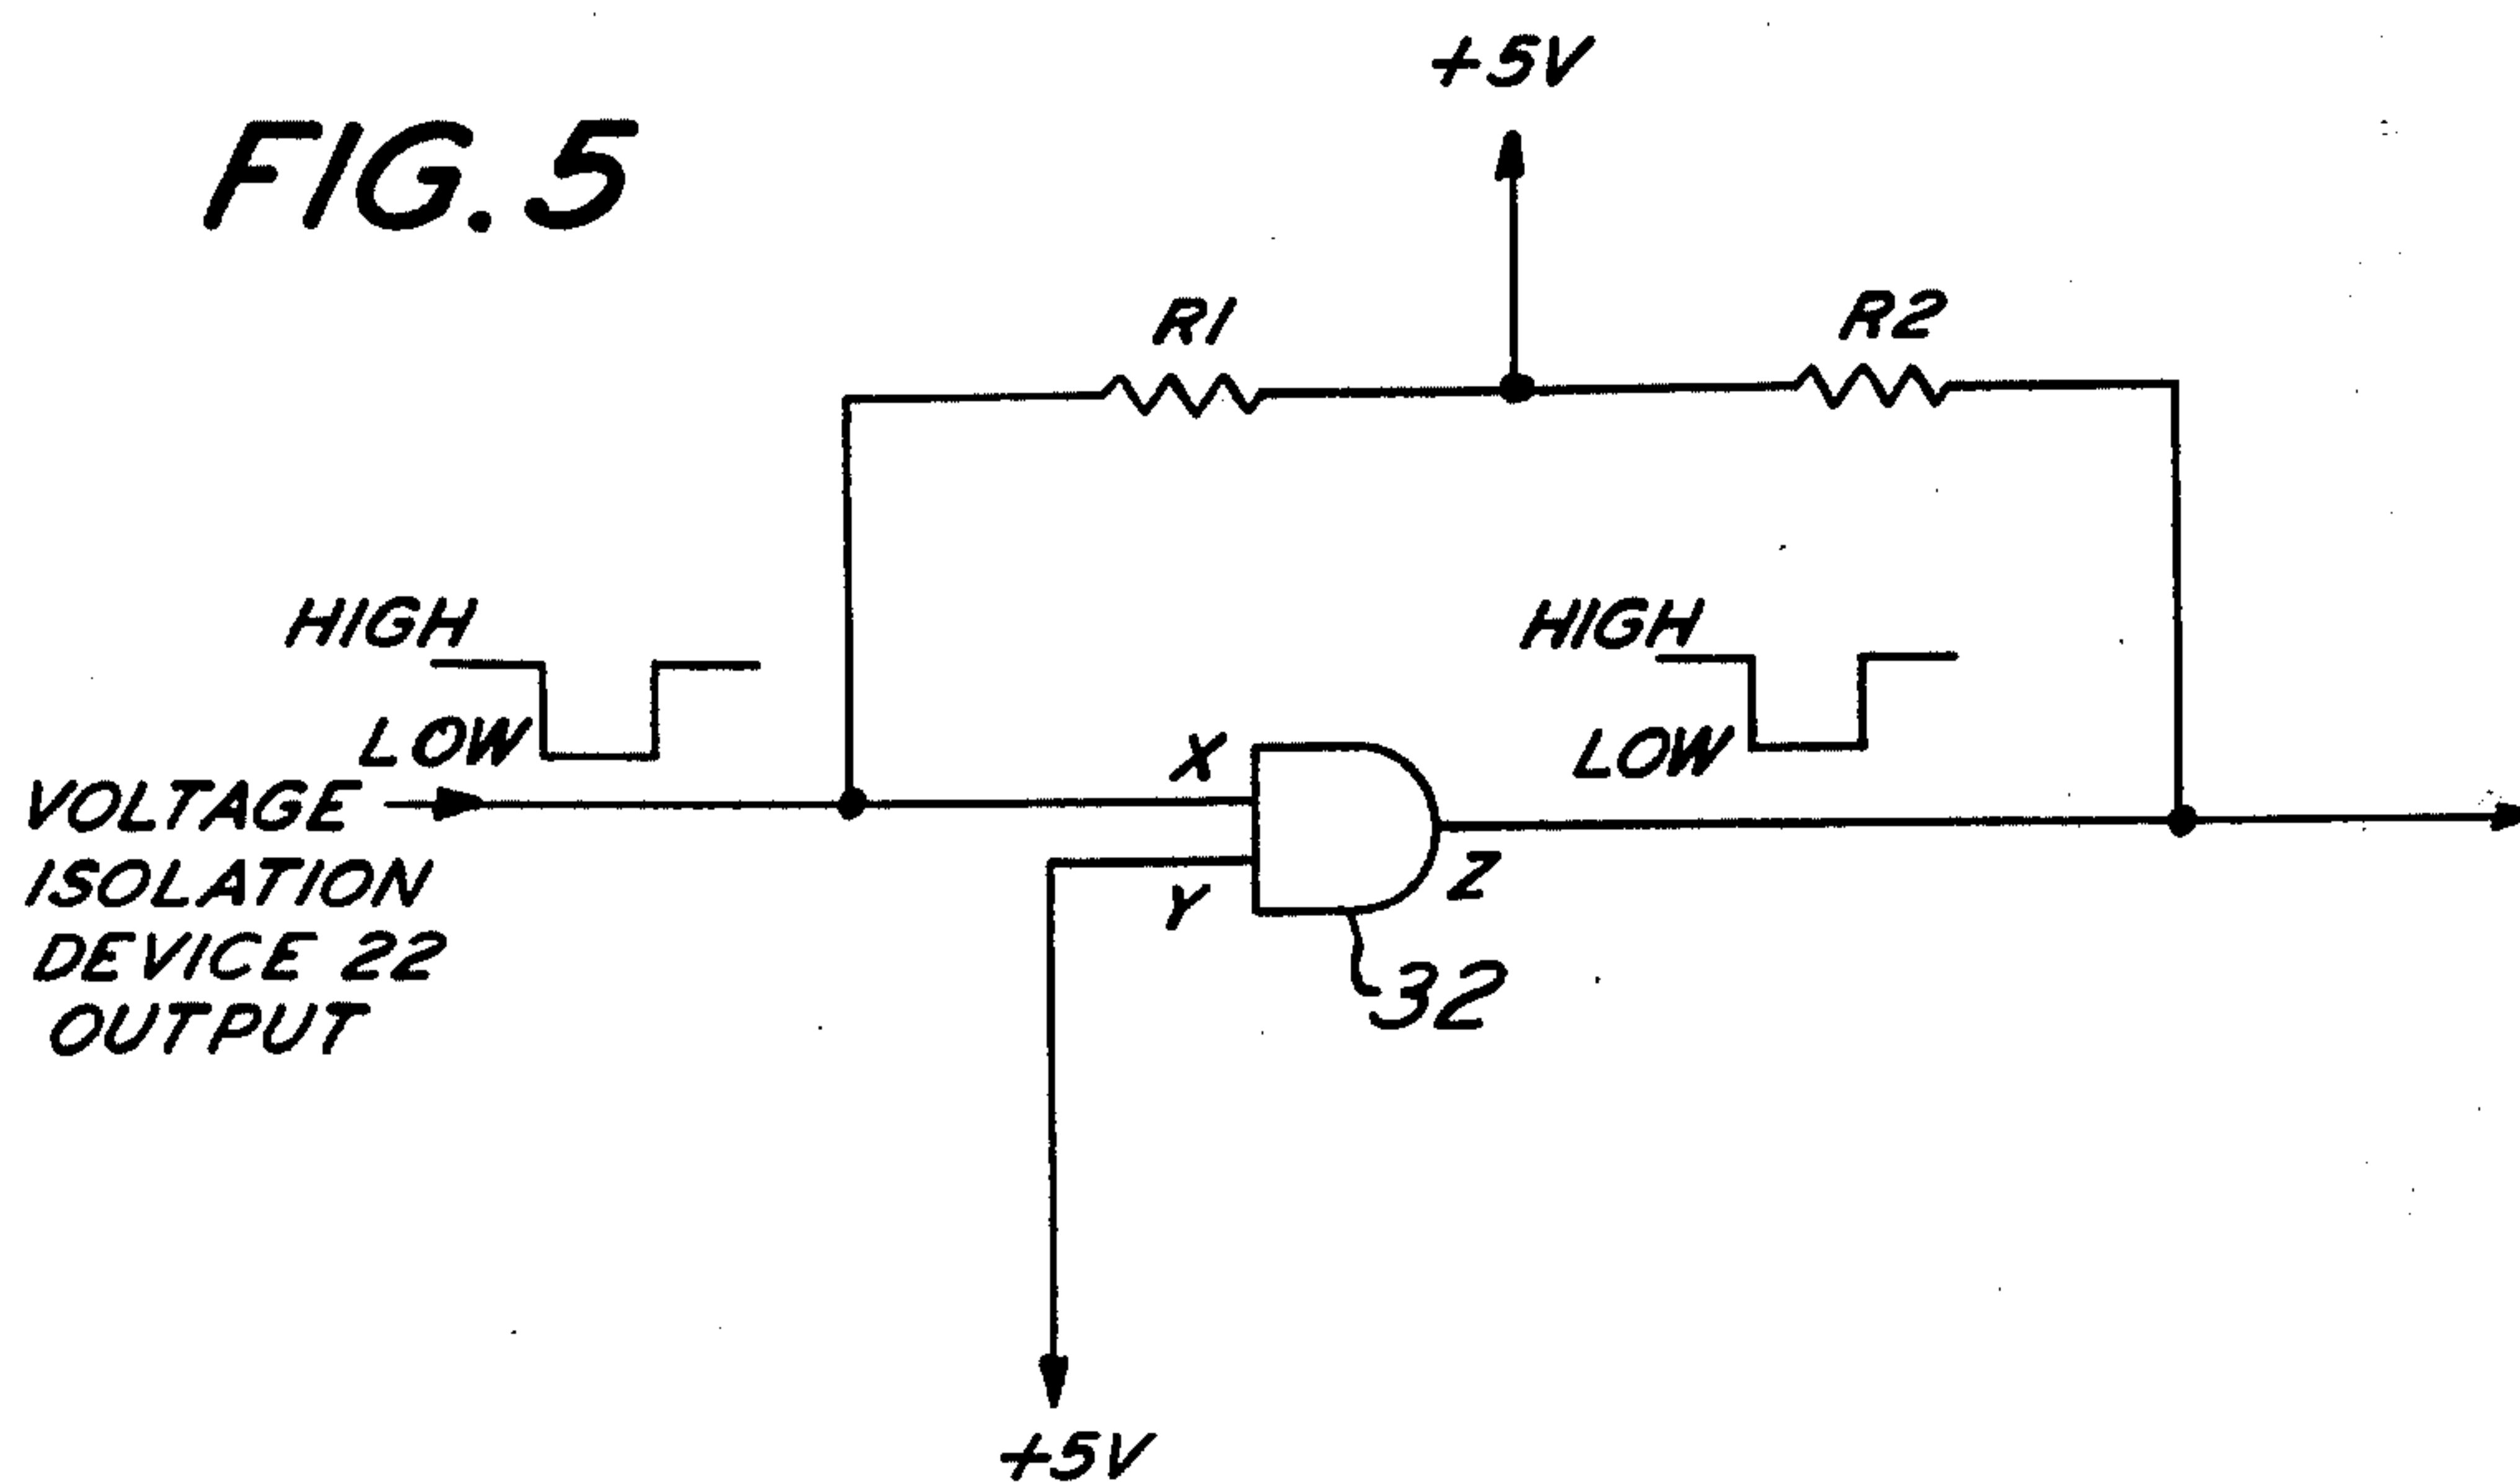 FIG. 5
+5V
R1
R2
HIGH
LOW
HIGH
LOW
VOLTAGE
ISOLATION
DEVICE 22
OUTPUT
X
Y
Z
32
+5V